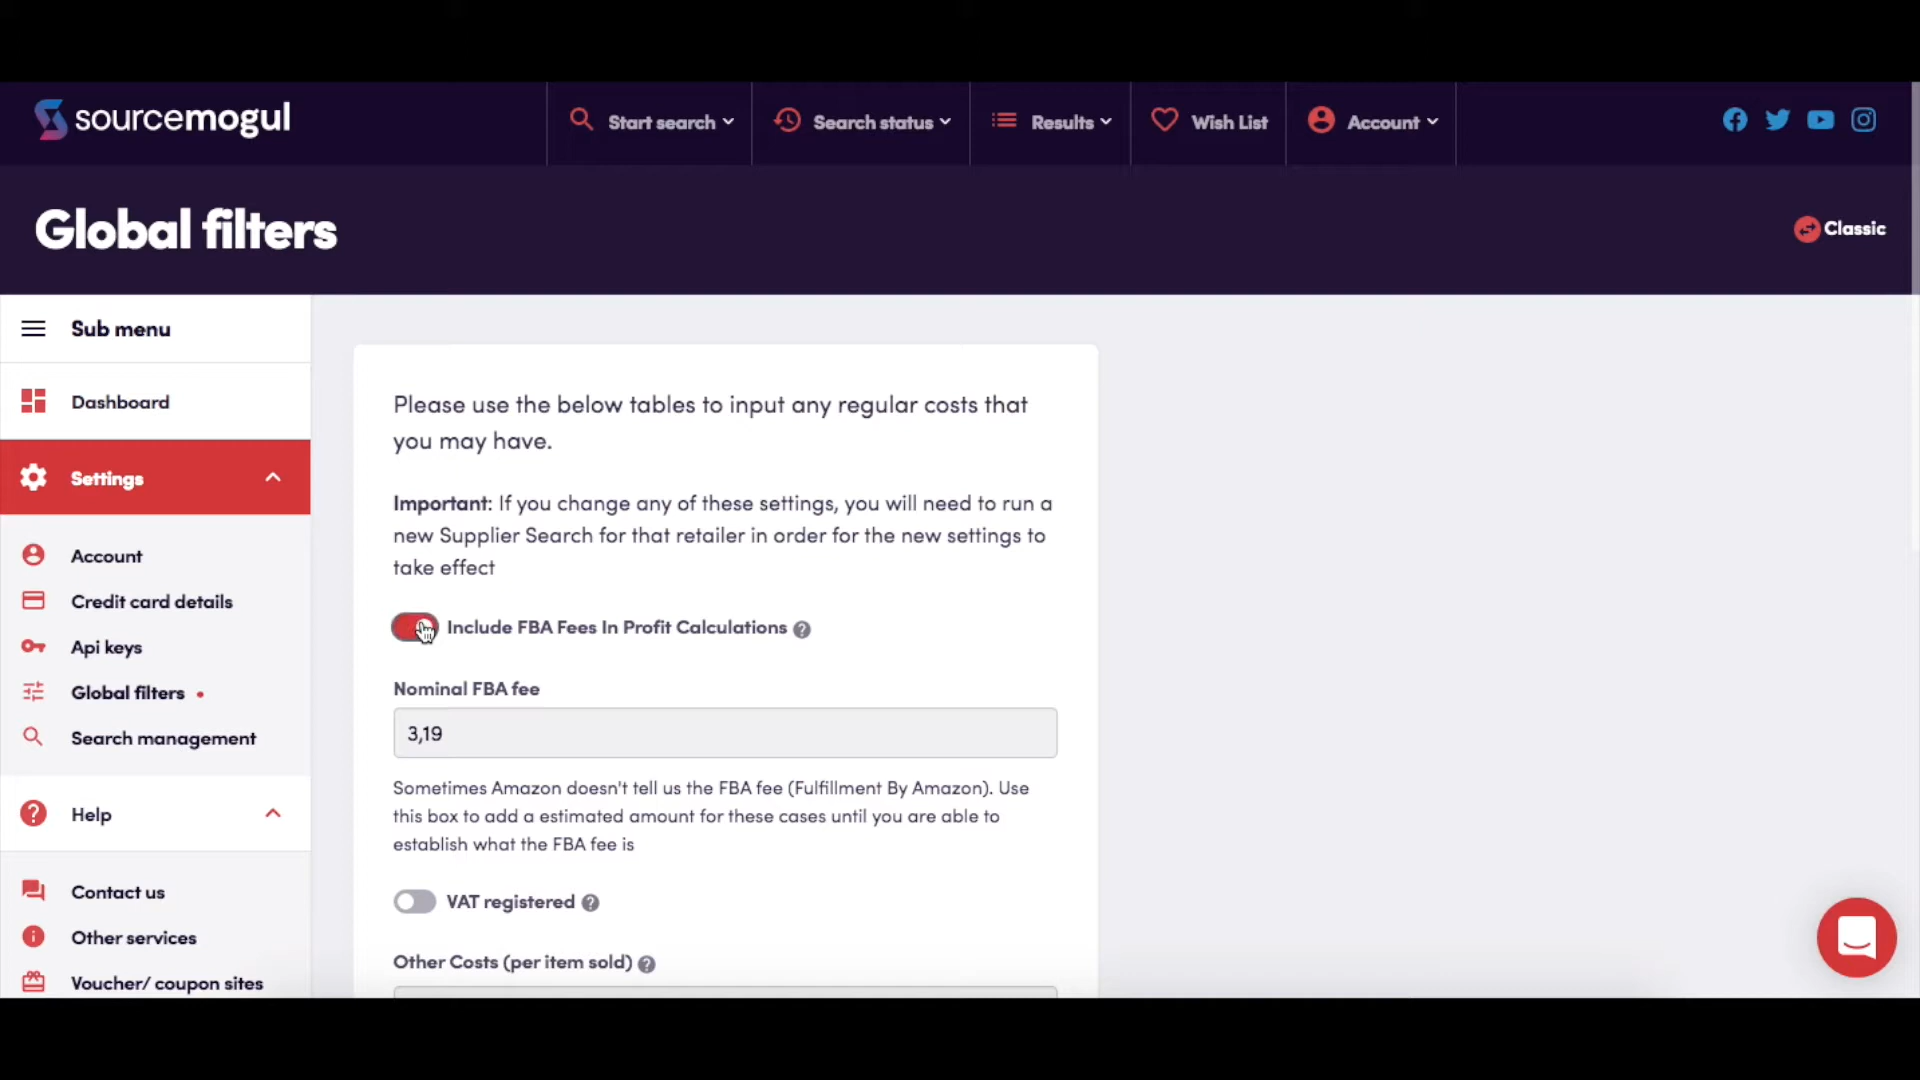 sourcemogul
Start search
Search status
Results
Wish List
Account
Global filters
Classic
Sub menu
Dashboard
Settings
Account
Credit card details
Api keys
Global filters
Search management
Help
Contact us
Other services
Voucher/ coupon sites
Please use the below tables to input any regular costs that
you may have.
Important: If you change any of these settings, you will need to run a
new Supplier Search for that retailer in order for the new settings to
take effect
Include FBA Fees In Profit Calculations ?
Nominal FBA fee
3,19
Sometimes Amazon doesn't tell us the FBA fee (Fulfillment By Amazon). Use
this box to add a estimated amount for these cases until you are able to
establish what the FBA fee is
VAT registered ?
Other Costs (per item sold) ?